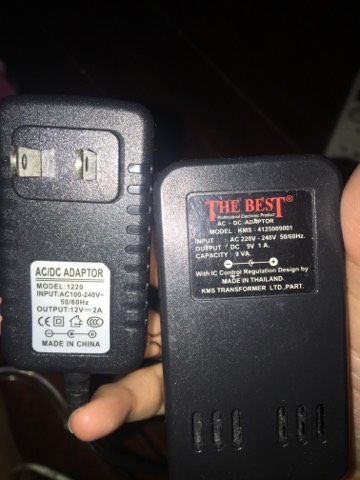 AC/DC ADAPTOR
MODEL:1220
INPUT:AC100-240V~
50/60Hz
OUTPUT:12V⎓2A
MADE IN CHINA
THE BEST®
Professional Electronic Product
AC - DC ADAPTOR
MODEL : KMS - 4125009001
INPUT : AC 220V - 240V 50/60Hz.
OUTPUT : DC 9V 1 A.
CAPACITY : 9 VA.
With IC Control Regulation Design by
MADE IN THAILAND
KMS TRANSFORMER LTD.,PART.